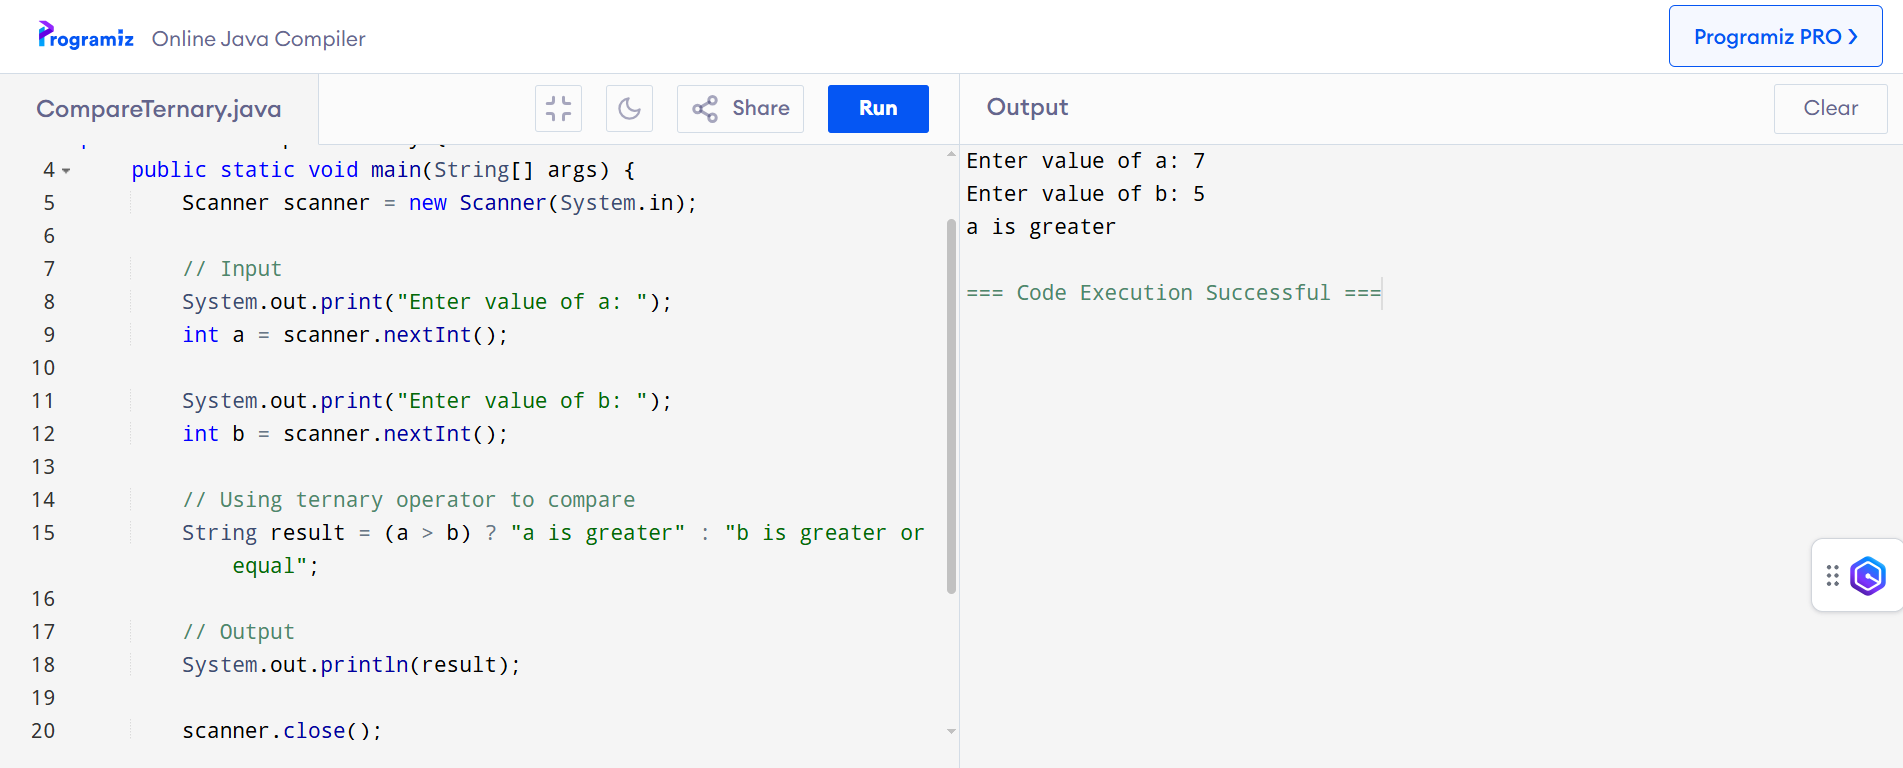 Programiz Online Java Compiler
Programiz PRO
CompareTernary.java
Share
Run
Output
Clear
4 public static void main(String[] args) {
5 Scanner scanner = new Scanner(System.in);
6
7 // Input
8 System.out.print("Enter value of a: ");
9 int a = scanner.nextInt();
10
11 System.out.print("Enter value of b: ");
12 int b = scanner.nextInt();
13
14 // Using ternary operator to compare
15 String result = (a > b) ? "a is greater" : "b is greater or
equal";
16
17 // Output
18 System.out.println(result);
19
20 scanner.close();
Enter value of a: 7
Enter value of b: 5
a is greater
=== Code Execution Successful ===